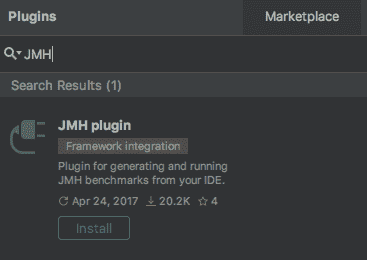 Plugins
Marketplace
JMH
Search Results (1)
JMH plugin
Framework integration
Plugin for generating and running
JMH benchmarks from your IDE.
Apr 24, 2017 20.2K 4
Install